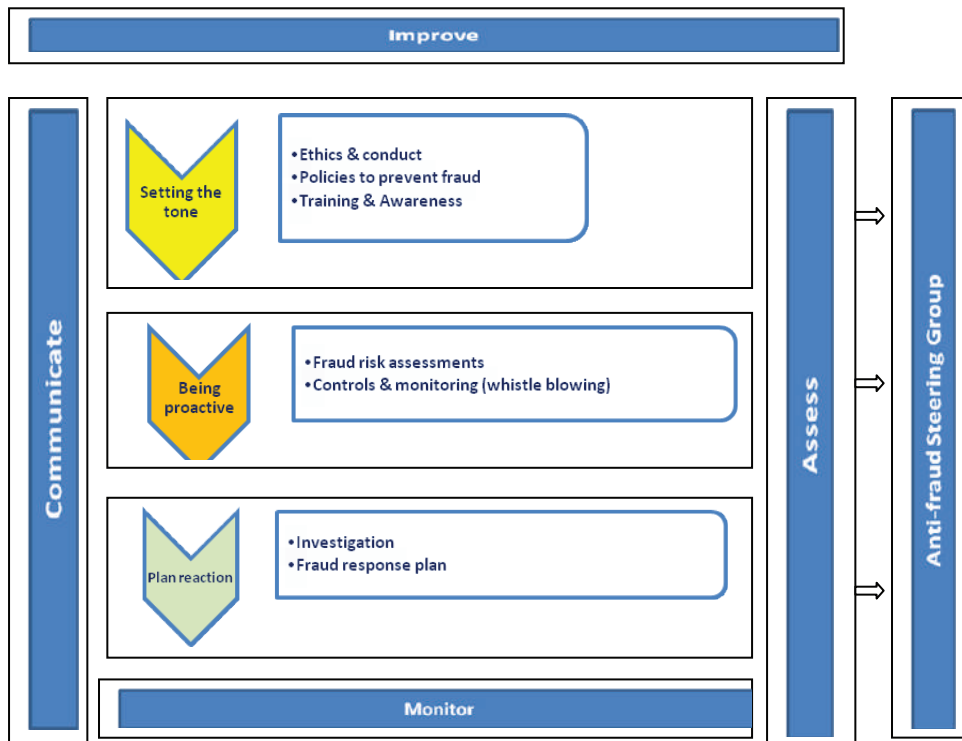 Improve
Communicate
Setting the
tone
•Ethics & conduct
•Policies to prevent fraud
•Training & Awareness
Being
proactive
•Fraud risk assessments
•Controls & monitoring (whistle blowing)
Plan reaction
•Investigation
•Fraud response plan
Monitor
Assess
Anti-fraud Steering Group